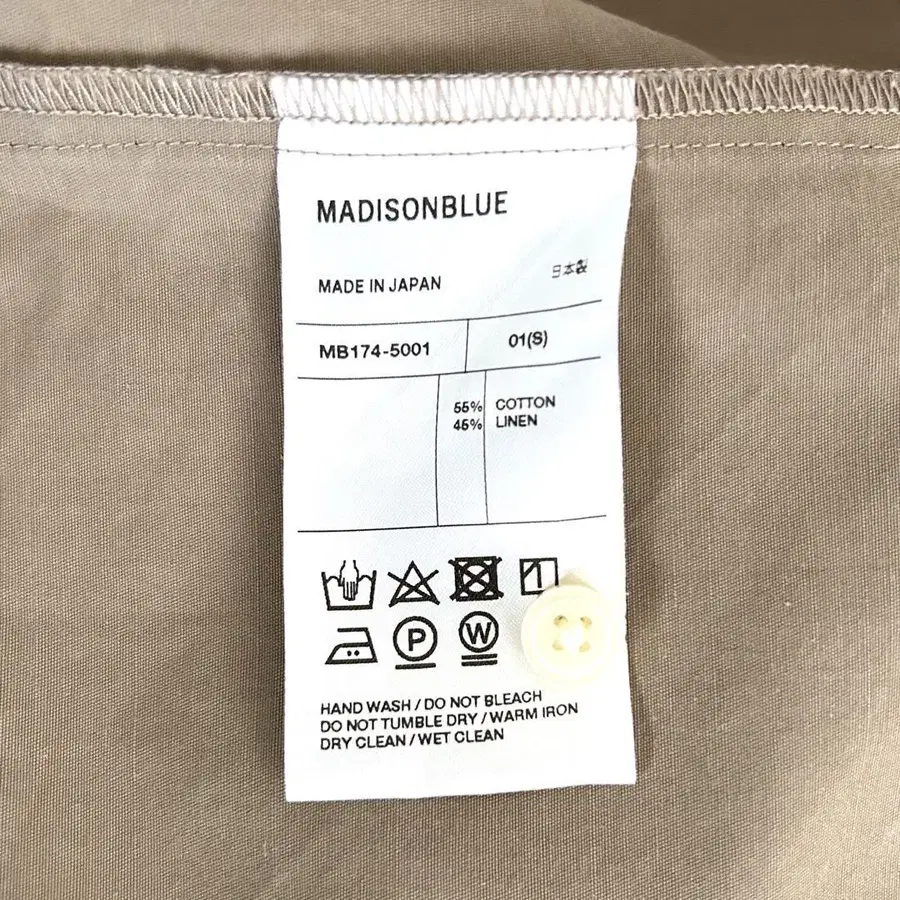 MADISONBLUE
MADE IN JAPAN 日本製
MB174-5001 01(S)
55% COTTON
45% LINEN
P W
HAND WASH / DO NOT BLEACH
DO NOT TUMBLE DRY / WARM IRON
DRY CLEAN / WET CLEAN